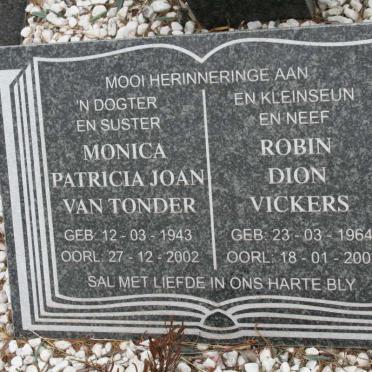 MOOI HERINNERINGE AAN
'N DOGTER
EN SUSTER
MONICA
PATRICIA JOAN
VAN TONDER
GEB: 12 - 03 - 1943
OORL: 27 - 12 - 2002
EN KLEINSEUN
EN NEEF
ROBIN
DION
VICKERS
GEB: 23 - 03 - 1964
OORL: 18 - 01 -
SAL MET LIEFDE IN ONS HARTE BLY